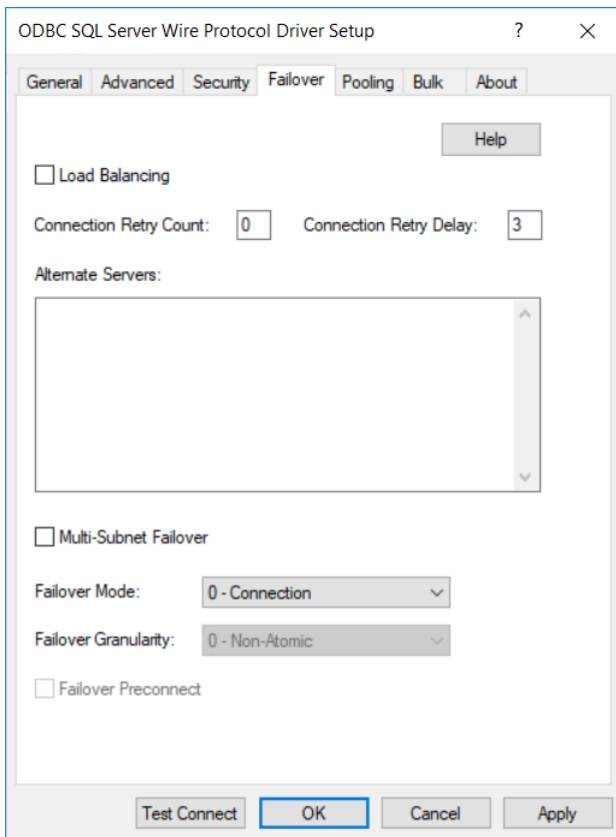 ODBC SQL Server Wire Protocol Driver Setup ?
General Advanced Security Failover Pooling Bulk About
Help
Load Balancing
Connection Retry Count: 0 Connection Retry Delay: 3
Alternate Servers:
Multi-Subnet Failover
Failover Mode: 0 - Connection
Failover Granularity: 0 - Non-Atomic
Failover Preconnect
Test Connect OK Cancel Apply